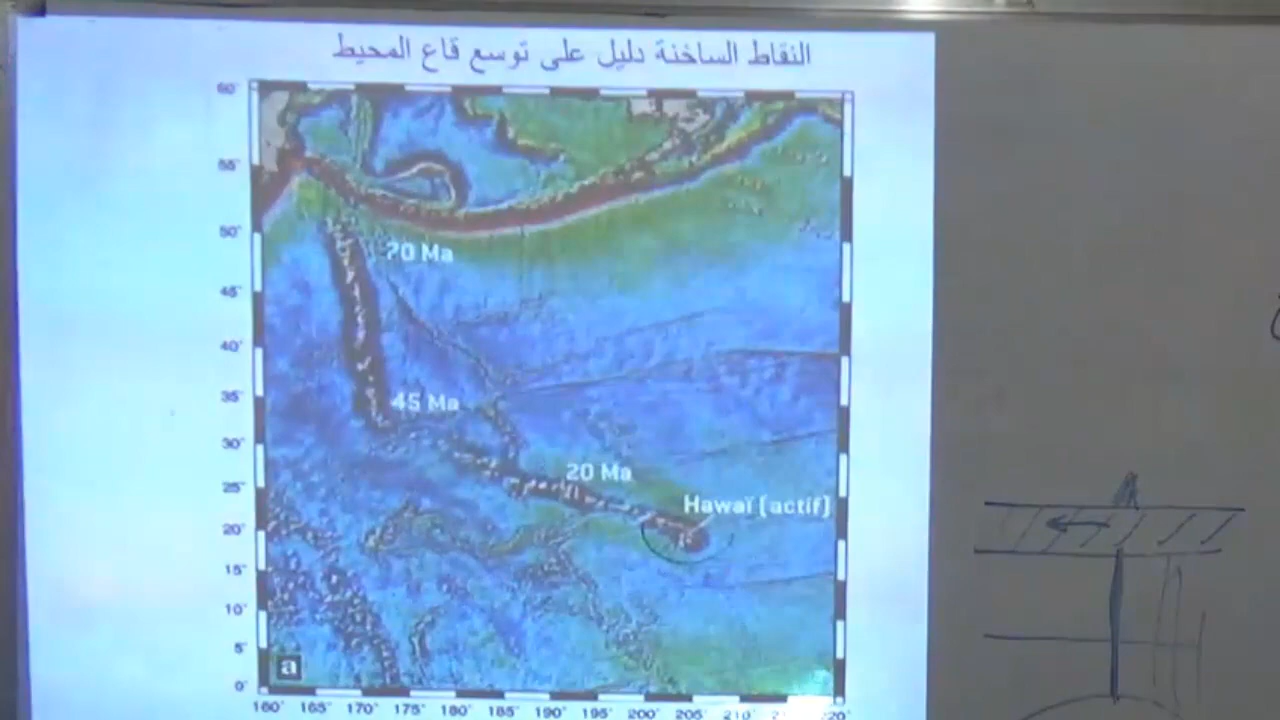 النقاط الساخنة دليل على توسع قاع المحيط
60°
55°
50°
45°
40°
35°
30°
25°
20°
15°
10°
5°
0°
70 Ma
45 Ma
20 Ma
Hawaï (actif)
a
160° 165° 170° 175° 180° 185° 190° 195° 200° 205° 210°